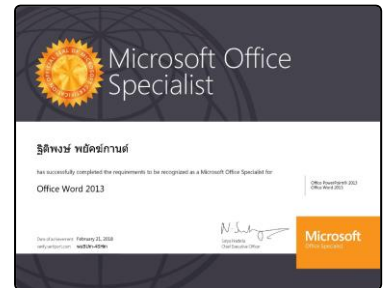 Microsoft Office
Specialist
ฐิติพงษ์ พยัคฆ์กานต์
has successfully completed the requirements to be recognized as a Microsoft Office Specialist for
Office Word 2013
Office PowerPoint® 2013
Office Word 2013
Date of achievement February 21, 2018
Satya Nadella
Chief Executive Officer
Microsoft
Office Specialist